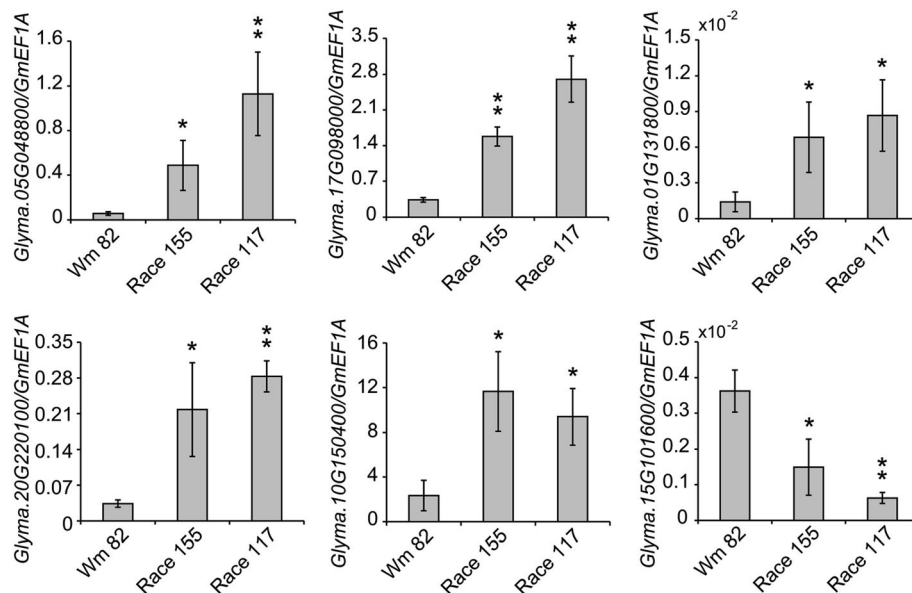 Glyma.05G048800/GmEF1A
1.6
1.2
0.8
0.4
0
*
**
Wm 82
Race 155
Race 117
Glyma.17G098000/GmEF1A
3.5
2.8
2.1
1.4
0.7
0
**
**
Wm 82
Race 155
Race 117
Glyma.01G131800/GmEF1A
x10-2
1.2
0.9
0.6
0.3
0
*
*
Wm 82
Race 155
Race 117
Glyma.20G220100/GmEF1A
0.35
0.28
0.21
0.14
0.07
0
*
**
Wm 82
Race 155
Race 117
Glyma.10G150400/GmEF1A
16
12
8
4
0
*
*
Wm 82
Race 155
Race 117
Glyma.15G101600/GmEF1A
x10-2
0.4
0.3
0.2
0.1
0
*
**
Wm 82
Race 155
Race 117